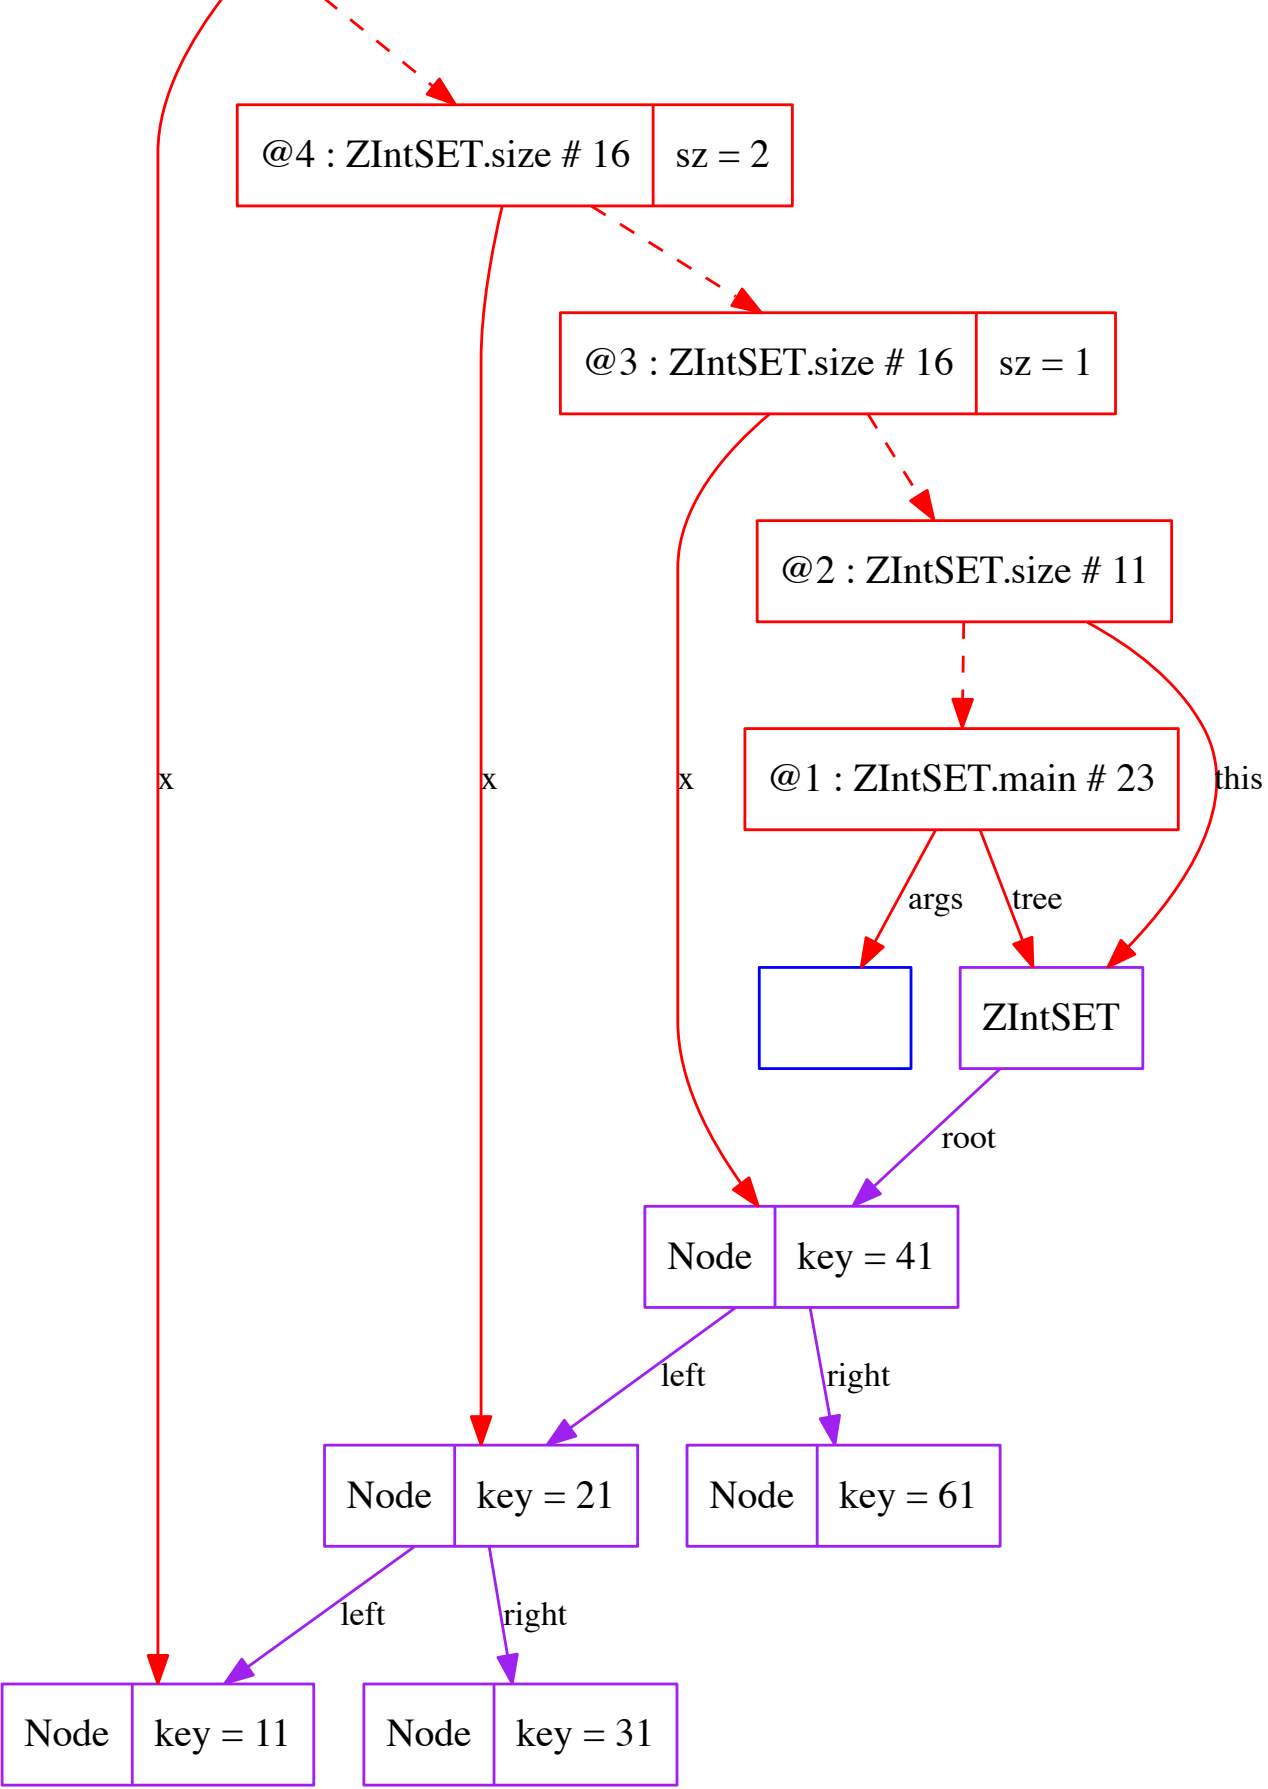 @4 : ZIntSET.size # 16 sz = 2
@3 : ZIntSET.size # 16 sz = 1
@2 : ZIntSET.size # 11
x x x @1 : ZIntSET.main # 23 this
args tree
ZIntSET
root
Node key = 41
left right
Node key = 21 Node key = 61
left right
Node key = 11 Node key = 31